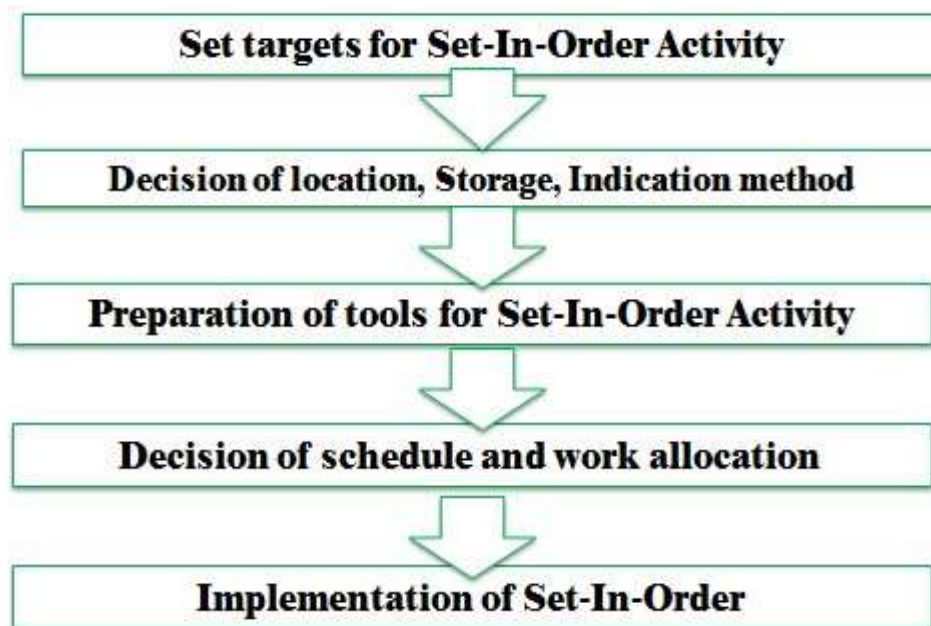 Set targets for Set-In-Order Activity
Decision of location, Storage, Indication method
Preparation of tools for Set-In-Order Activity
Decision of schedule and work allocation
Implementation of Set-In-Order